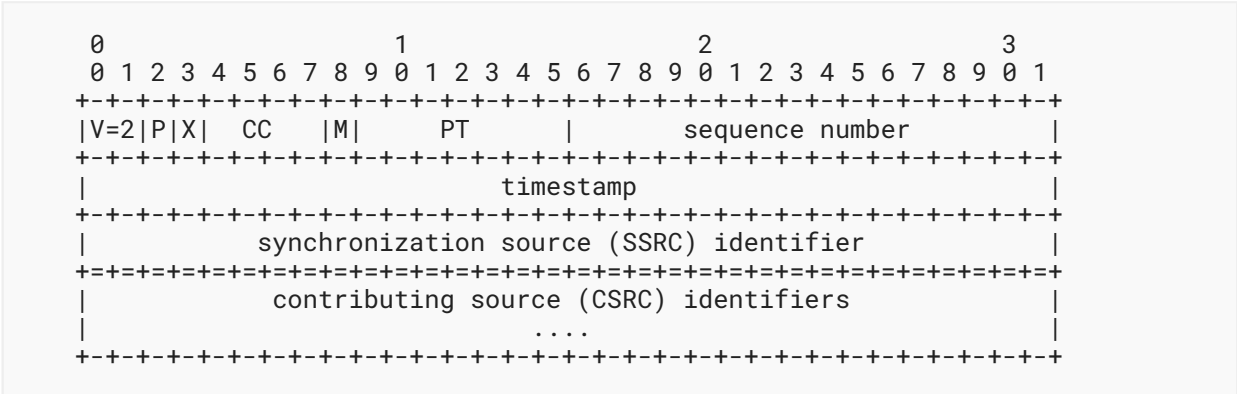 0                   1                   2                   3
 0 1 2 3 4 5 6 7 8 9 0 1 2 3 4 5 6 7 8 9 0 1 2 3 4 5 6 7 8 9 0 1
+-+-+-+-+-+-+-+-+-+-+-+-+-+-+-+-+-+-+-+-+-+-+-+-+-+-+-+-+-+-+-+-+
|V=2|P|X|  CC   |M|     PT      |       sequence number         |
+-+-+-+-+-+-+-+-+-+-+-+-+-+-+-+-+-+-+-+-+-+-+-+-+-+-+-+-+-+-+-+-+
|                           timestamp                           |
+-+-+-+-+-+-+-+-+-+-+-+-+-+-+-+-+-+-+-+-+-+-+-+-+-+-+-+-+-+-+-+-+
|           synchronization source (SSRC) identifier            |
+=+=+=+=+=+=+=+=+=+=+=+=+=+=+=+=+=+=+=+=+=+=+=+=+=+=+=+=+=+=+=+=+
|            contributing source (CSRC) identifiers             |
|                             ....                              |
+-+-+-+-+-+-+-+-+-+-+-+-+-+-+-+-+-+-+-+-+-+-+-+-+-+-+-+-+-+-+-+-+